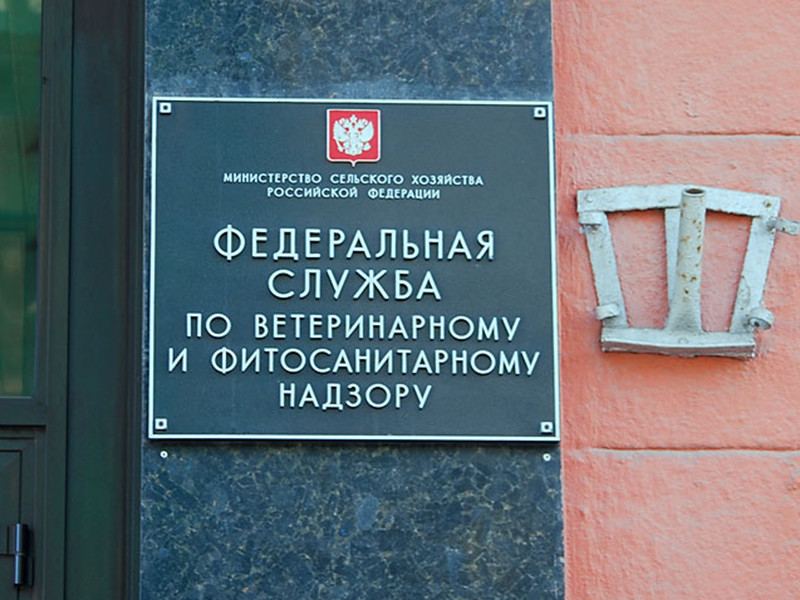 МИНИСТЕРСТВО СЕЛЬСКОГО ХОЗЯЙСТВА
РОССИЙСКОЙ ФЕДЕРАЦИИ
ФЕДЕРАЛЬНАЯ
СЛУЖБА
ПО ВЕТЕРИНАРНОМУ
И ФИТОСАНИТАРНОМУ
НАДЗОРУ